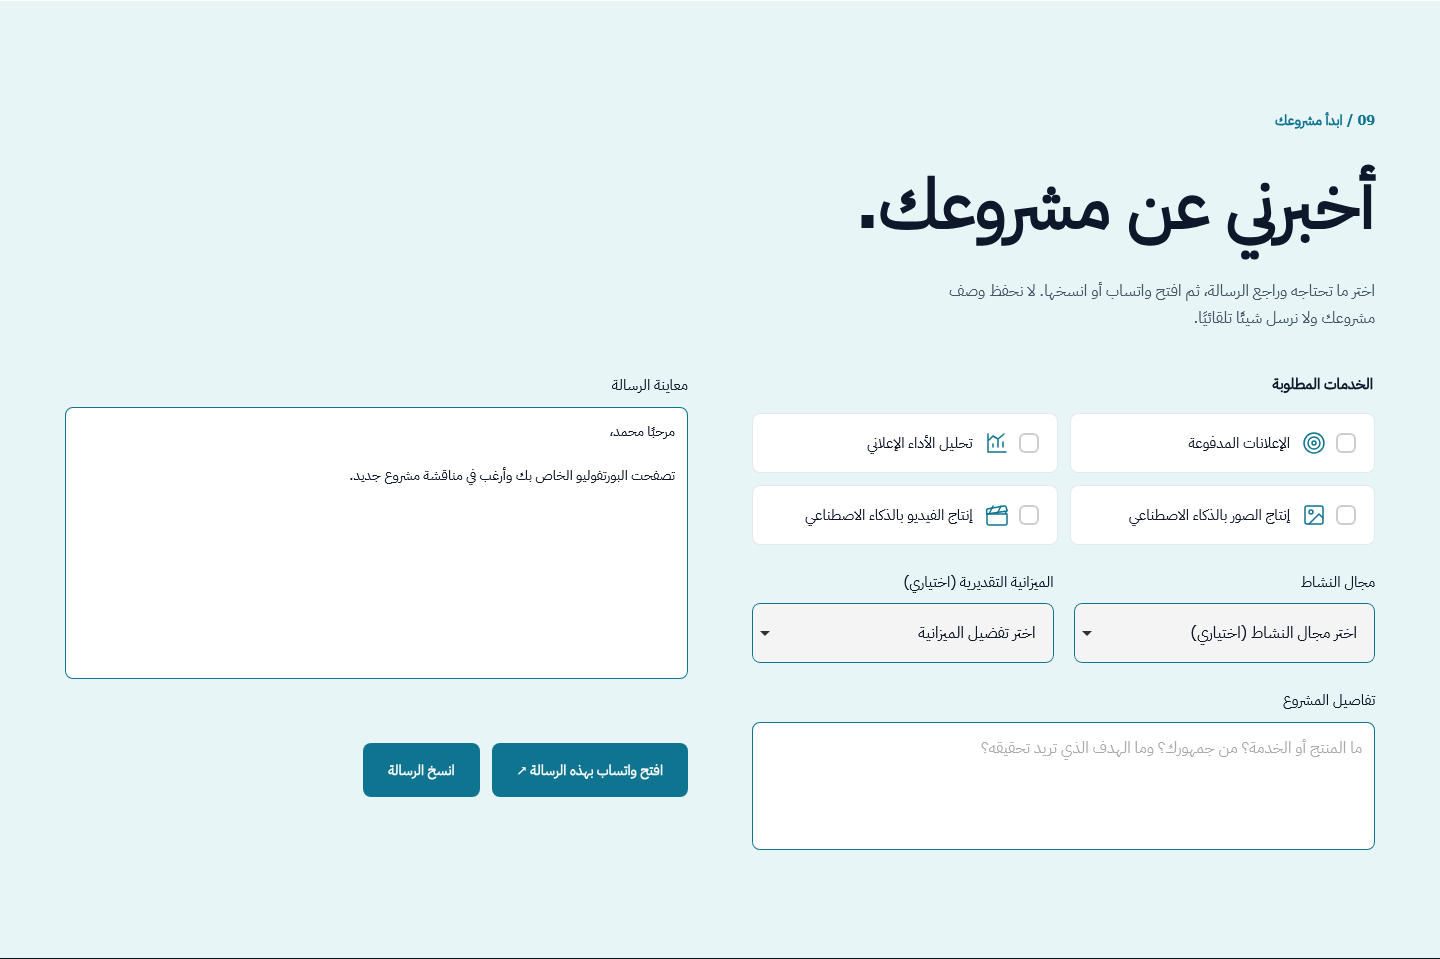 09 / ابدأ مشروعك
أخبرني عن مشروعك.
اختر ما تحتاجه وراجع الرسالة، ثم افتح واتساب أو انسخها. لا نحفظ وصف
مشروعك ولا نرسل شيئًا تلقائيًا.
الخدمات المطلوبة
الإعلانات المدفوعة
تحليل الأداء الإعلاني
إنتاج الصور بالذكاء الاصطناعي
إنتاج الفيديو بالذكاء الاصطناعي
مجال النشاط
اختر مجال النشاط (اختياري)
الميزانية التقديرية (اختياري)
اختر تفضيل الميزانية
تفاصيل المشروع
ما المنتج أو الخدمة؟ من جمهورك؟ وما الهدف الذي تريد تحقيقه؟
معاينة الرسالة
مرحبًا محمد،
تصفحت البورتفوليو الخاص بك وأرغب في مناقشة مشروع جديد.
افتح واتساب بهذه الرسالة ↗
انسخ الرسالة